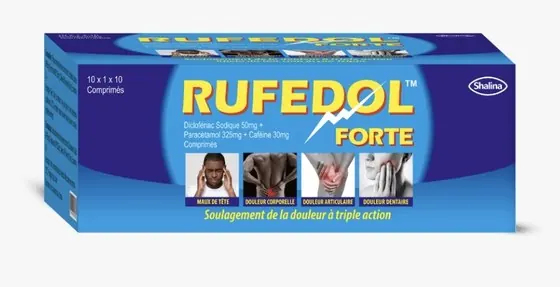 10 x 1 x 10
Comprimés
RUFEDOL™
FORTE
Shalina
Diclofénac Sodique 50mg +
Paracétamol 325mg + Caféine 30mg
Comprimés
MAUX DE TÊTE
DOULEUR CORPORELLE
DOULEUR ARTICULAIRE
DOULEUR DENTAIRE
Soulagement de la douleur à triple action